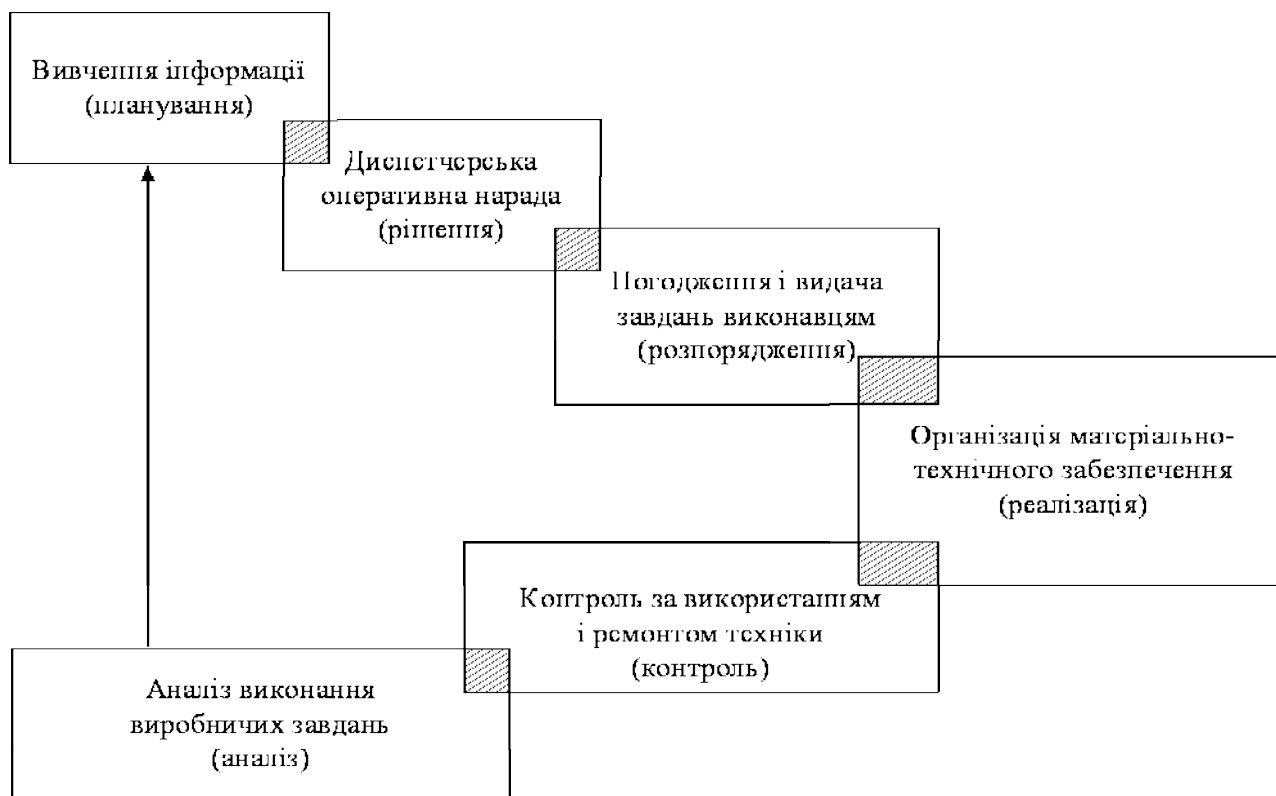 Вивчення інформації
(планування)
Диспетчерська
оперативна нарада
(рішення)
Погодження і видача
завдань виконавцям
(розпорядження)
Організація матеріально-
технічного забезпечення
(реалізація)
Контроль за використанням
і ремонтом техніки
(контроль)
Аналіз виконання
виробничих завдань
(аналіз)